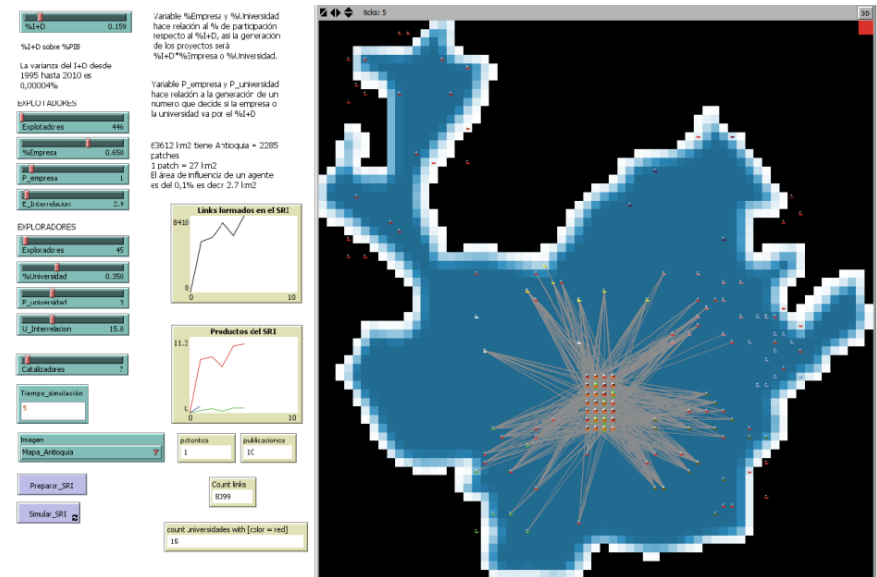 %I+D 0.159
%I+D sobre %PIB
La varianza del I+D desde
1995 hasta 2010 es
0,00004%
EXPLOTADORES
Explotadores 446
%Empresa 0.650
P_empresa 1
E_Interrelacion 2.9
EXPLORADORES
Exploradores 45
%Universidad 0.350
P_universidad 3
U_Interrelacion 15.0
Catalizadores 7
Tiempo_simulación
5
Imagen
Mapa_Antioquia
Preparar_SRI
Simular_SRI
Variable %Empresa y %Universidad
hace relación al % de participación
respecto al %I+D, asi la generación
de los proyectos será
%I+D*%Empresa o %Universidad.
Variable P_empresa y P_universidad
hace relación a la generación de un
numero que decide si la empresa o
la universidad va por el %I+D
63612 km2 tiene Antioquia = 2285
patches
1 patch = 27 km2
El área de influencia de un agente
es del 0,1% es decir 2.7 km2
Links formados en el SRI
8410
0
0 10
Productos del SRI
11.2
0
0 10
patentes
1
publicaciones
10
Count links
8399
count universidades with [color = red]
15
ticks: 5
3D